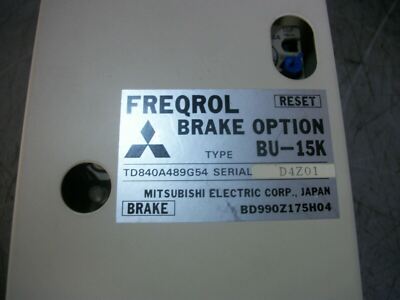 FREQROL RESET
BRAKE OPTION
TYPE BU-15K
TD840A489G54 SERIAL D4Z01
MITSUBISHI ELECTRIC CORP., JAPAN
BRAKE BD990Z175H04